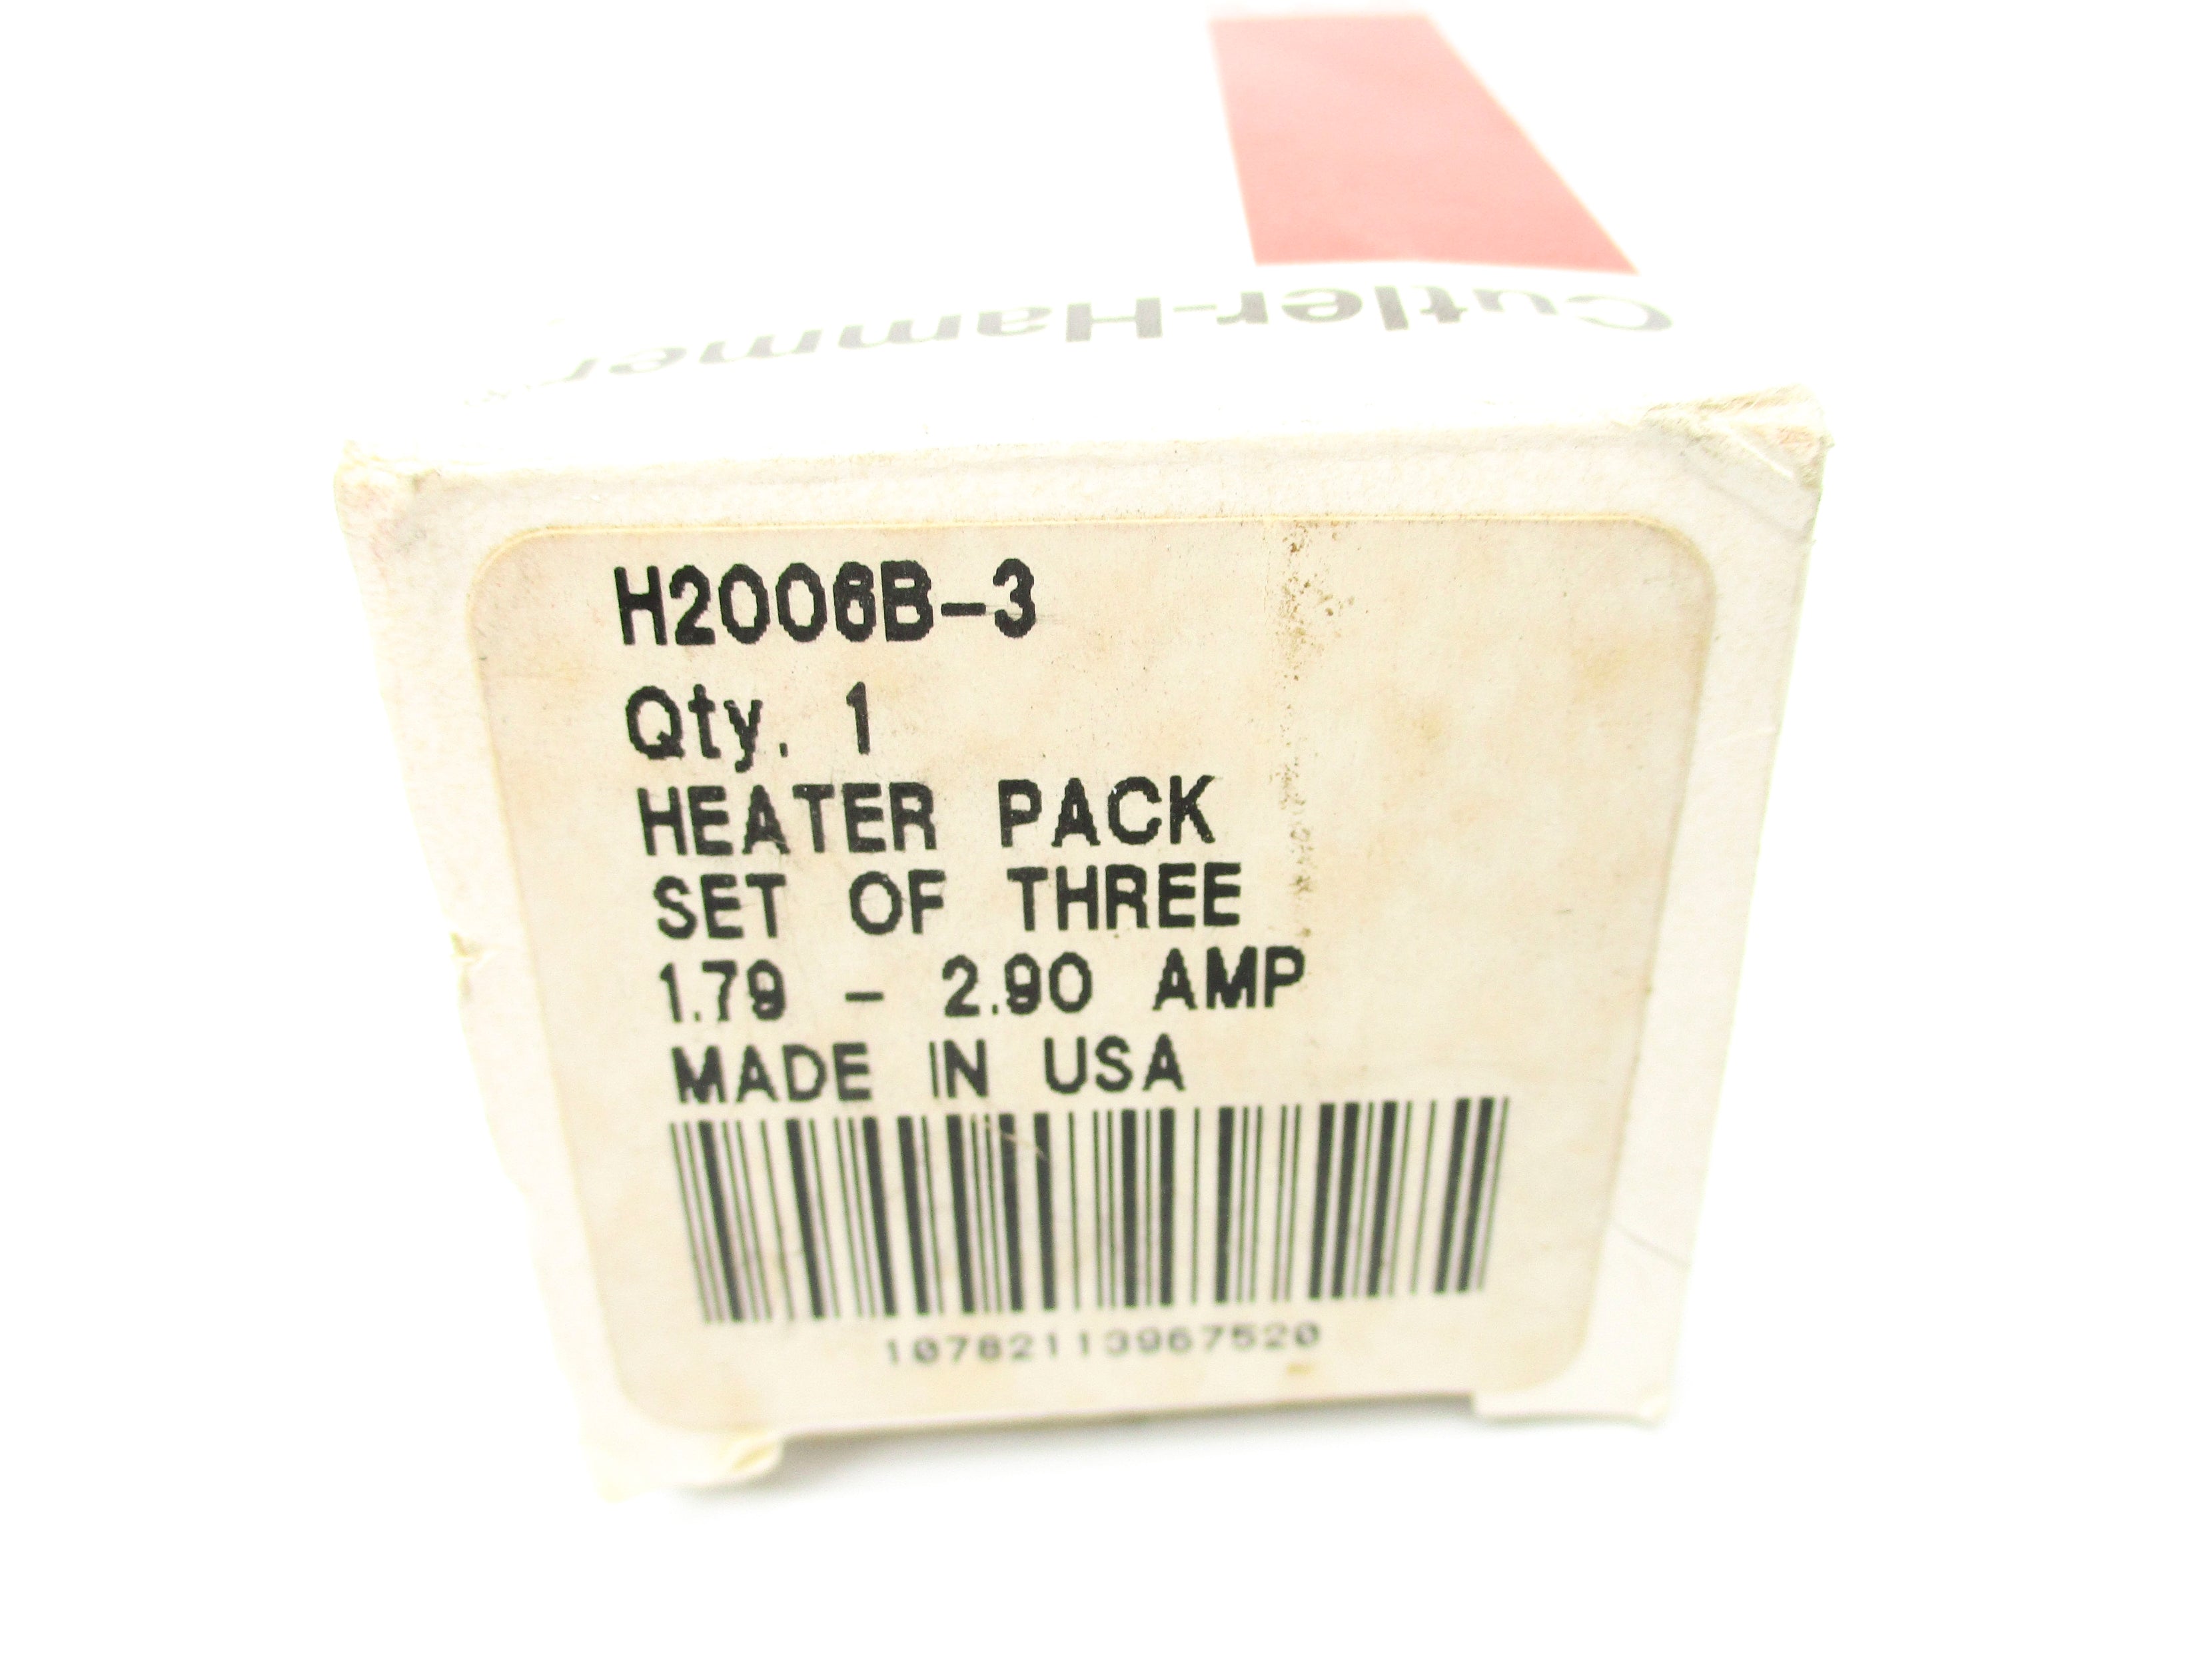 Cutler-Hammer
H2006B-3
Qty. 1
HEATER PACK
SET OF THREE
1.79 - 2.90 AMP
MADE IN USA
10782113967520